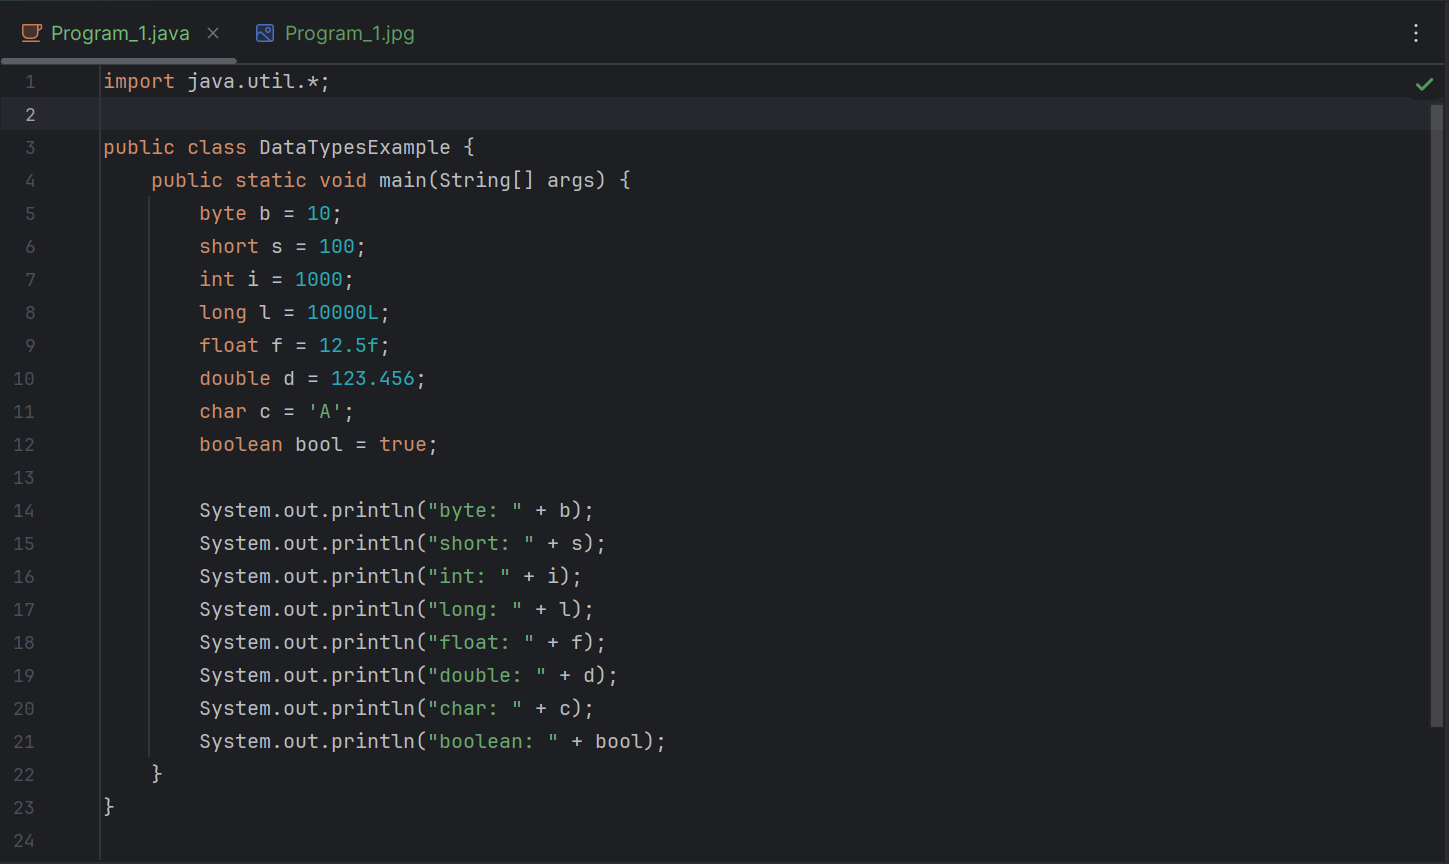 Program_1.java Program_1.jpg
1 import java.util.*;
2
3 public class DataTypesExample {
4     public static void main(String[] args) {
5         byte b = 10;
6         short s = 100;
7         int i = 1000;
8         long l = 10000L;
9         float f = 12.5f;
10         double d = 123.456;
11         char c = 'A';
12         boolean bool = true;
13
14         System.out.println("byte: " + b);
15         System.out.println("short: " + s);
16         System.out.println("int: " + i);
17         System.out.println("long: " + l);
18         System.out.println("float: " + f);
19         System.out.println("double: " + d);
20         System.out.println("char: " + c);
21         System.out.println("boolean: " + bool);
22     }
23 }
24